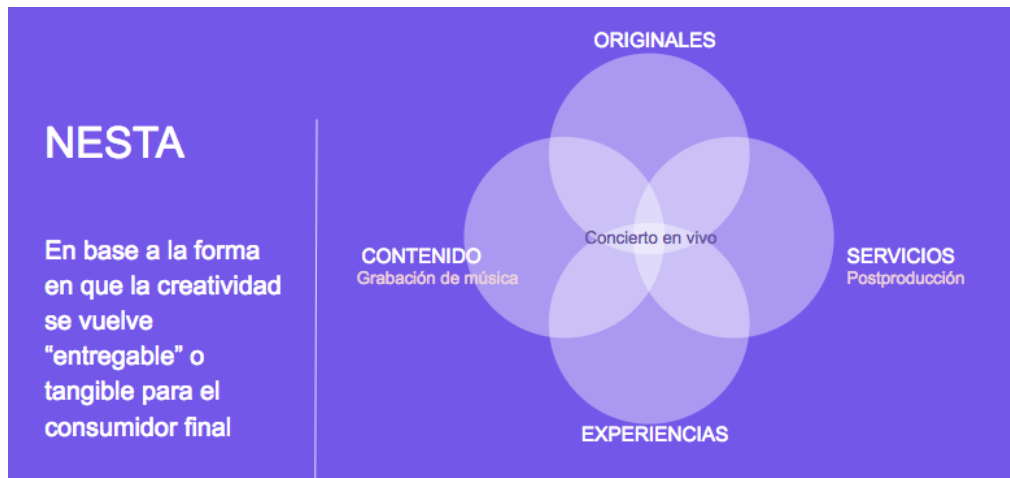 NESTA
En base a la forma
en que la creatividad
se vuelve
“entregable” o
tangible para el
consumidor final
ORIGINALES
Concierto en vivo
CONTENIDO
Grabación de música
SERVICIOS
Postproducción
EXPERIENCIAS